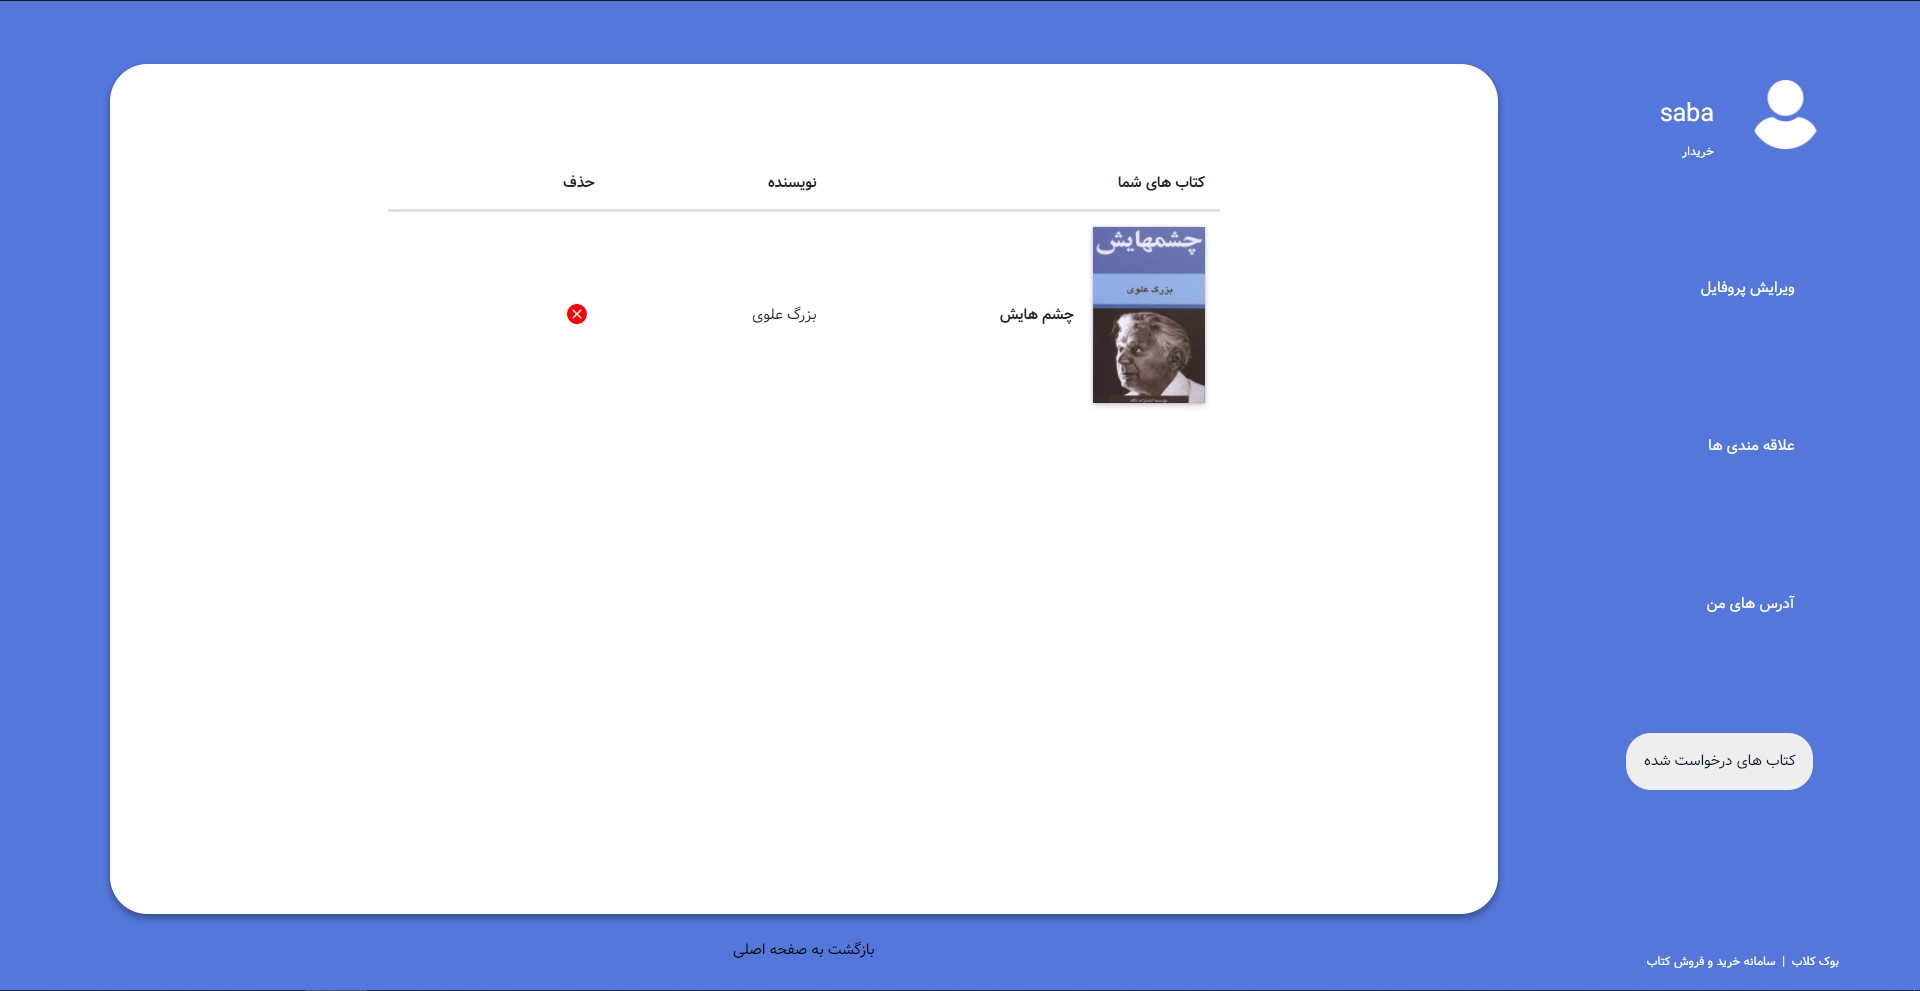 saba
خریدار
ویرایش پروفایل
علاقه مندی ها
آدرس های من
کتاب های درخواست شده
بوک کلاب | سامانه خرید و فروش کتاب
کتاب های شما نویسنده حذف
چشمهایش
بزرگ علوی
چشم هایش بزرگ علوی
بازگشت به صفحه اصلی